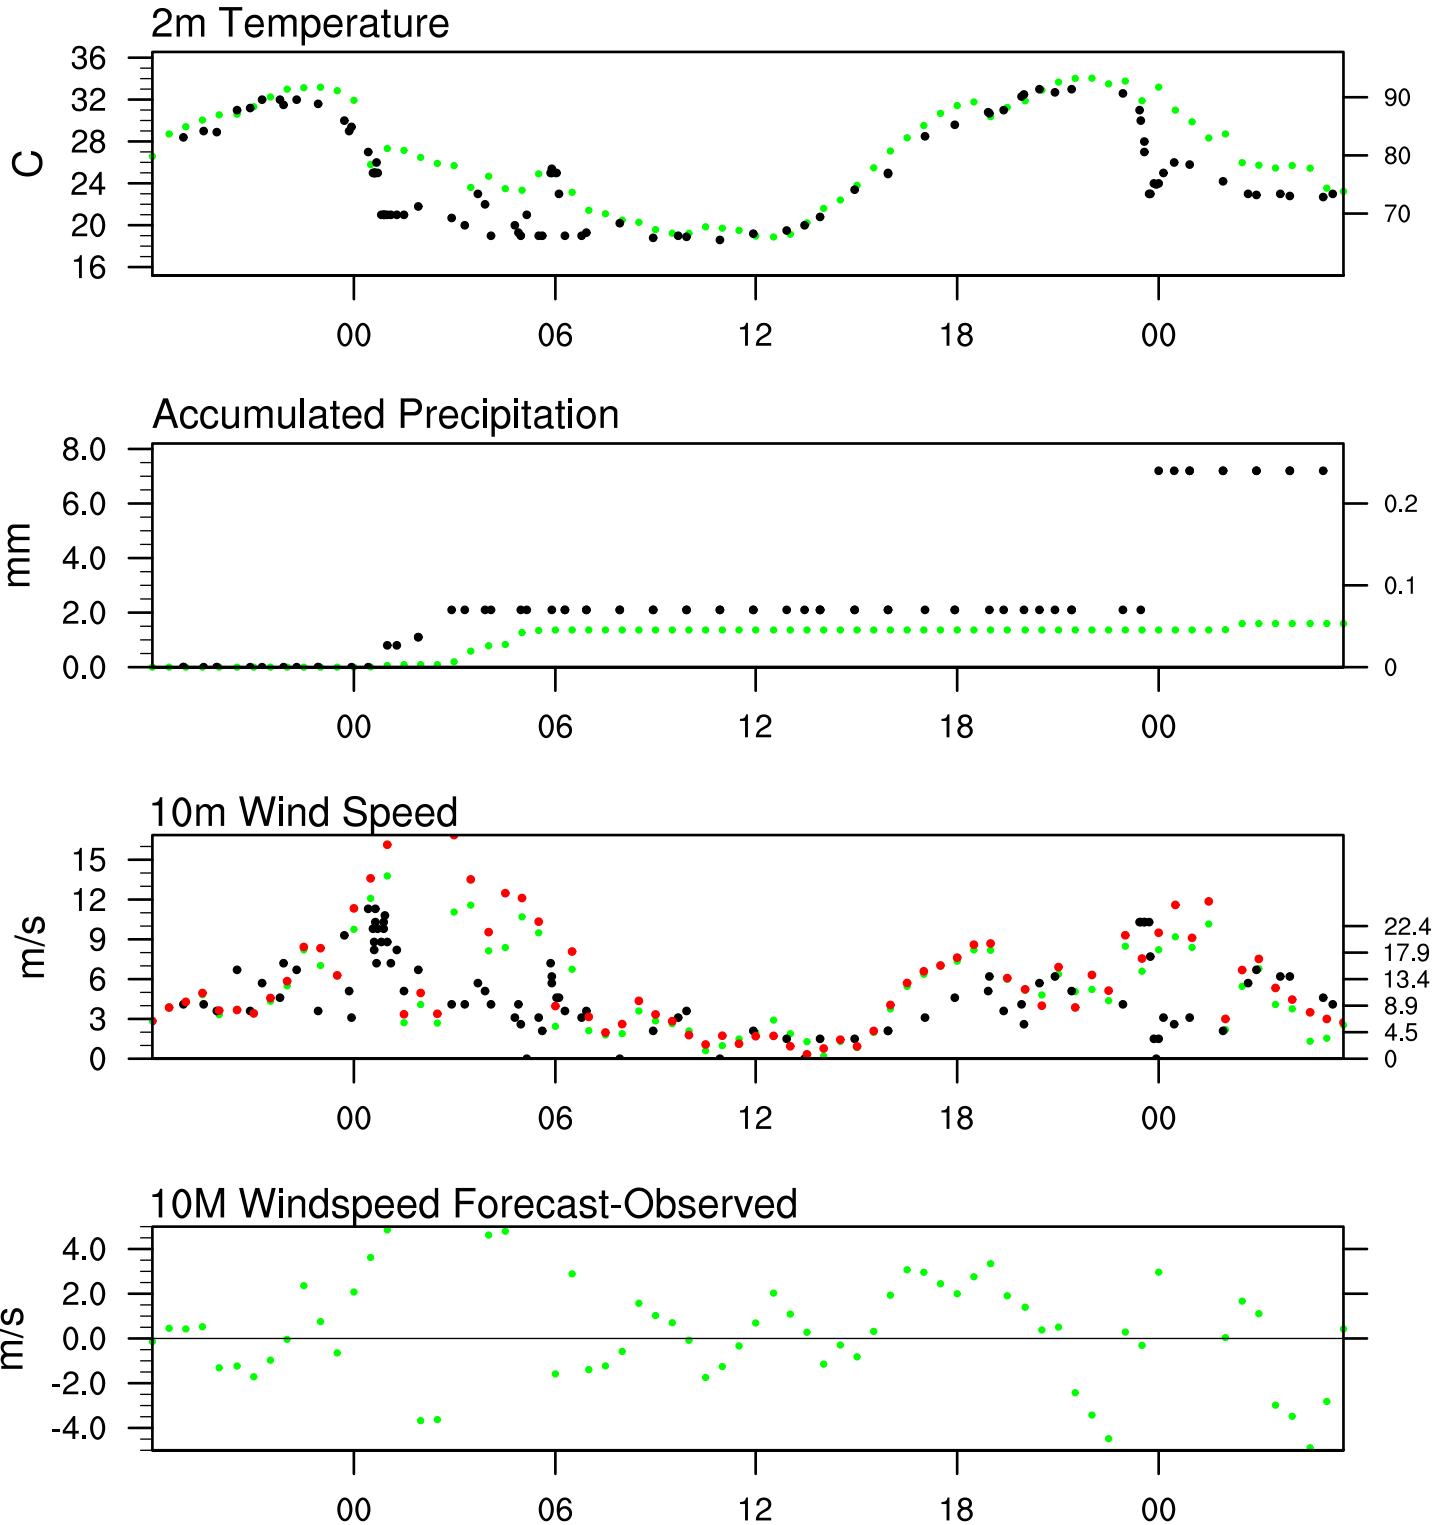 2m Temperature
36
32
28
24
20
16
C
90
80
70
00 06 12 18 00
Accumulated Precipitation
8.0
6.0
4.0
2.0
0.0
mm
0.2
0.1
0
00 06 12 18 00
10m Wind Speed
15
12
9
6
3
0
m/s
22.4
17.9
13.4
8.9
4.5
0
00 06 12 18 00
10M Windspeed Forecast-Observed
4.0
2.0
0.0
-2.0
-4.0
m/s
00 06 12 18 00